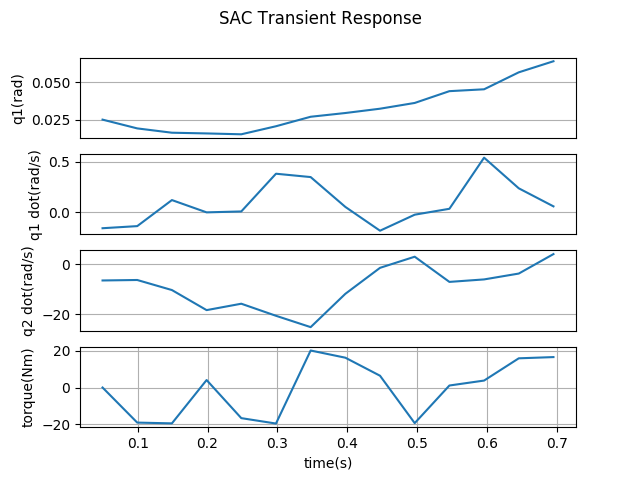 SAC Transient Response
q1(rad)
0.050
0.025
q1 dot(rad/s)
0.5
0.0
q2 dot(rad/s)
0
−20
torque(Nm)
20
0
−20
0.1 0.2 0.3 0.4 0.5 0.6 0.7
time(s)